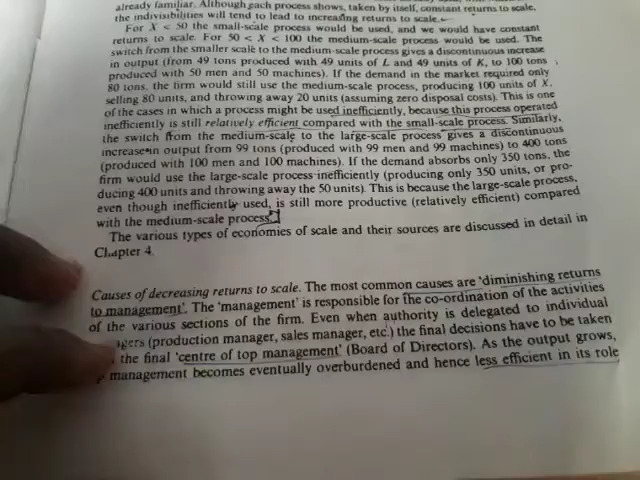 already familiar. Although each process shows, taken by itself, constant returns to scale,
the indivisibilities will tend to lead to increasing returns to scale.
For X < 50 the small-scale process would be used, and we would have constant
returns to scale. For 50 < X < 100 the medium-scale process would be used. The
switch from the smaller scale to the medium-scale process gives a discontinuous increase
in output (from 49 tons produced with 49 units of L and 49 units of K, to 100 tons
produced with 50 men and 50 machines). If the demand in the market required only
80 tons, the firm would still use the medium-scale process, producing 100 units of X,
selling 80 units, and throwing away 20 units (assuming zero disposal costs). This is one
of the cases in which a process might be used inefficiently, because this process operated
inefficiently is still relatively efficient compared with the small-scale process. Similarly,
the switch from the medium-scale to the large-scale process gives a discontinuous
increase in output from 99 tons (produced with 99 men and 99 machines) to 400 tons
(produced with 100 men and 100 machines). If the demand absorbs only 350 tons, the
firm would use the large-scale process inefficiently (producing only 350 units, or pro-
ducing 400 units and throwing away the 50 units). This is because the large-scale process,
even though inefficiently used, is still more productive (relatively efficient) compared
with the medium-scale process.
The various types of economies of scale and their sources are discussed in detail in
Chapter 4.
Causes of decreasing returns to scale. The most common causes are 'diminishing returns
to management'. The 'management' is responsible for the co-ordination of the activities
of the various sections of the firm. Even when authority is delegated to individual
agers (production manager, sales manager, etc.) the final decisions have to be taken
the final 'centre of top management' (Board of Directors). As the output grows,
management becomes eventually overburdened and hence less efficient in its role